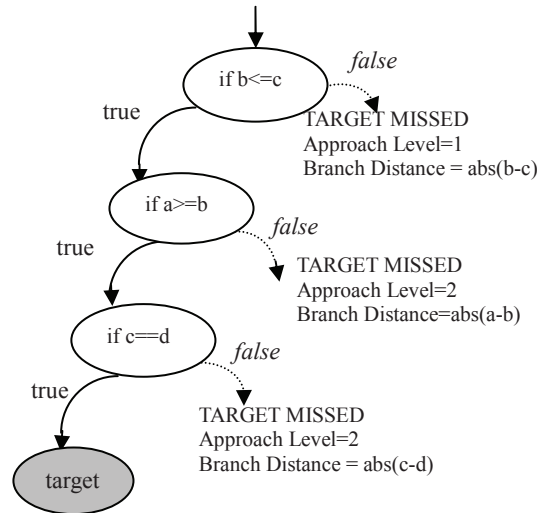 if b<=c
false
true
TARGET MISSED
Approach Level=1
Branch Distance = abs(b-c)
if a>=b
false
true
TARGET MISSED
Approach Level=2
Branch Distance=abs(a-b)
if c==d
false
true
TARGET MISSED
Approach Level=2
Branch Distance = abs(c-d)
target